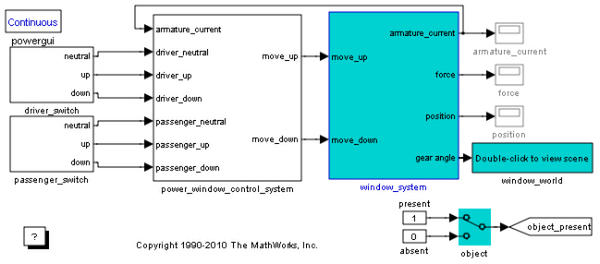 Continuous
powergui
neutral
up
down
driver_switch
neutral
up
down
passenger_switch
armature_current
driver_neutral
driver_up
driver_down
passenger_neutral
passenger_up
passenger_down
move_up
move_down
power_window_control_system
move_up
move_down
armature_current
force
position
gear angle
window_system
armature_current
force
position
Double-click to view scene
window_world
present
1
0
absent
object
object_present
?
Copyright 1990-2010 The MathWorks, Inc.